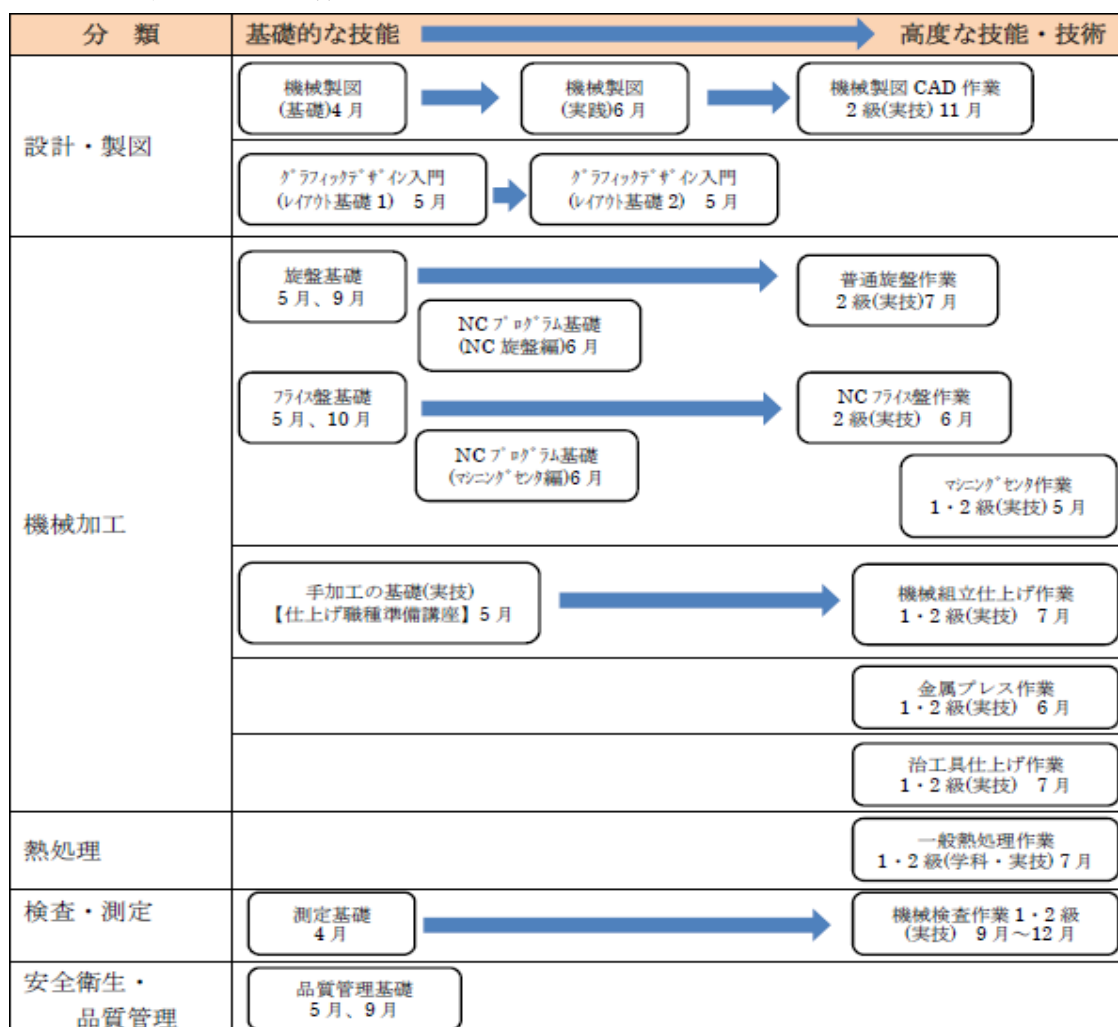 分 類 基礎的な技能 高度な技能・技術
設計・製図
機械製図
(基礎)4 月
機械製図
(実践)6 月
機械製図 CAD 作業
2 級(実技) 11 月
ｸﾞﾗﾌｨｯｸﾃﾞｻﾞｲﾝ入門
(ﾚｲｱｳﾄ基礎 1) 5 月
ｸﾞﾗﾌｨｯｸﾃﾞｻﾞｲﾝ入門
(ﾚｲｱｳﾄ基礎 2) 5 月
機械加工
旋盤基礎
5 月、9 月
普通旋盤作業
2 級(実技)7 月
NC ﾌﾟﾛｸﾞﾗﾑ基礎
(NC 旋盤編)6 月
ﾌﾗｲｽ盤基礎
5 月、10 月
NC ﾌﾗｲｽ盤作業
2 級(実技) 6 月
NC ﾌﾟﾛｸﾞﾗﾑ基礎
(ﾏｼﾆﾝｸﾞｾﾝﾀ編)6 月
ﾏｼﾆﾝｸﾞｾﾝﾀ作業
1・2 級(実技) 5 月
手加工の基礎(実技)
【仕上げ職種準備講座】5 月
機械組立仕上げ作業
1・2 級(実技) 7 月
金属プレス作業
1・2 級(実技) 6 月
治工具仕上げ作業
1・2 級(実技) 7 月
熱処理
一般熱処理作業
1・2 級(学科・実技) 7 月
検査・測定
測定基礎
4 月
機械検査作業 1・2 級
(実技) 9 月～12 月
安全衛生・
品質管理
品質管理基礎
5 月、9 月